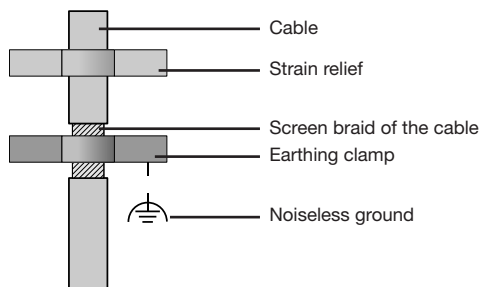 Cable
Strain relief
Screen braid of the cable
Earthing clamp
Noiseless ground